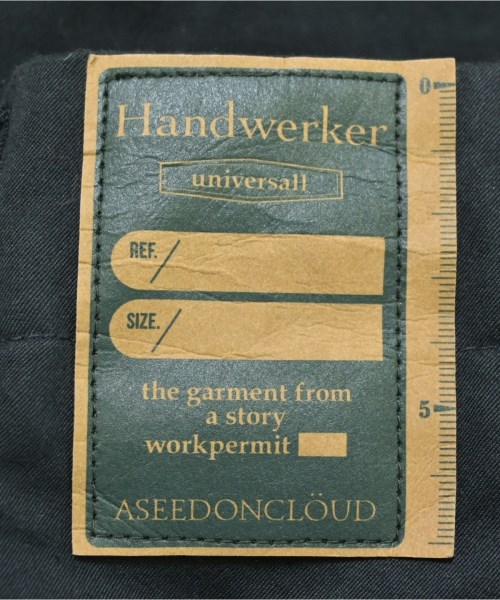 Handwerker
universall
REF./
SIZE./
the garment from
a story
workpermit
ASEEDONCLÖUD
0
5